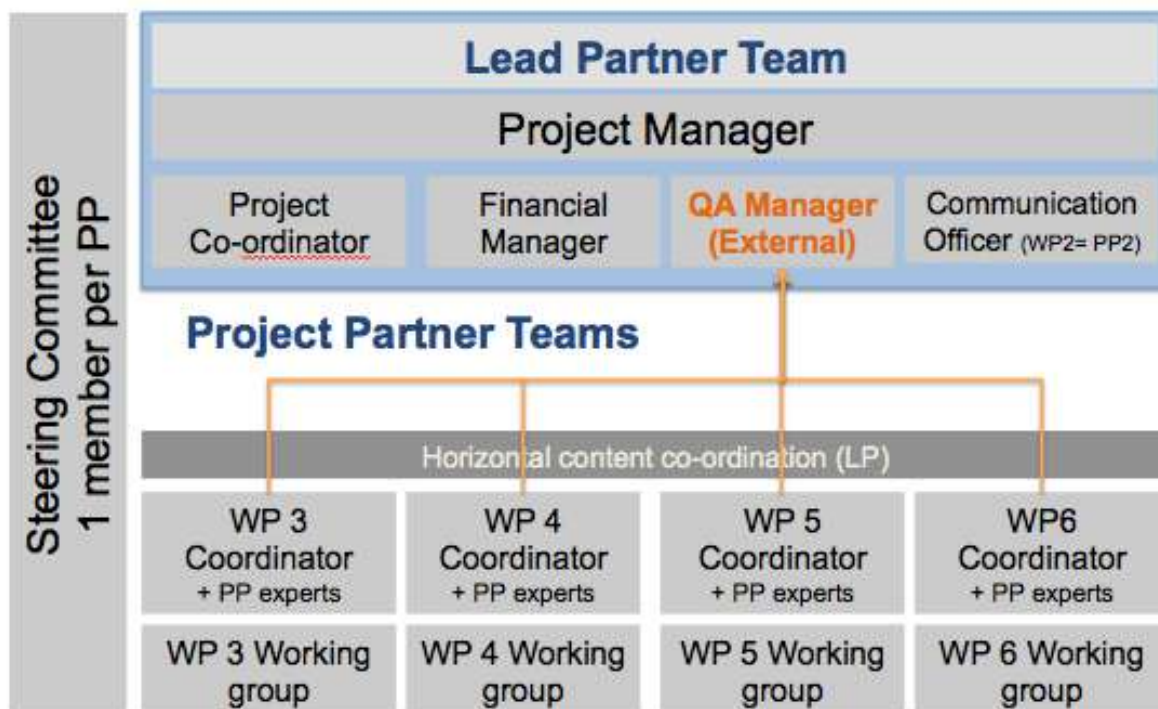 Steering Committee
1 member per PP
Lead Partner Team
Project Manager
Project
Co-ordinator
Financial
Manager
QA Manager
(External)
Communication
Officer (WP2= PP2)
Project Partner Teams
Horizontal content co-ordination (LP)
WP 3
Coordinator
+ PP experts
WP 4
Coordinator
+ PP experts
WP 5
Coordinator
+ PP experts
WP6
Coordinator
+ PP experts
WP 3 Working
group
WP 4 Working
group
WP 5 Working
group
WP 6 Working
group